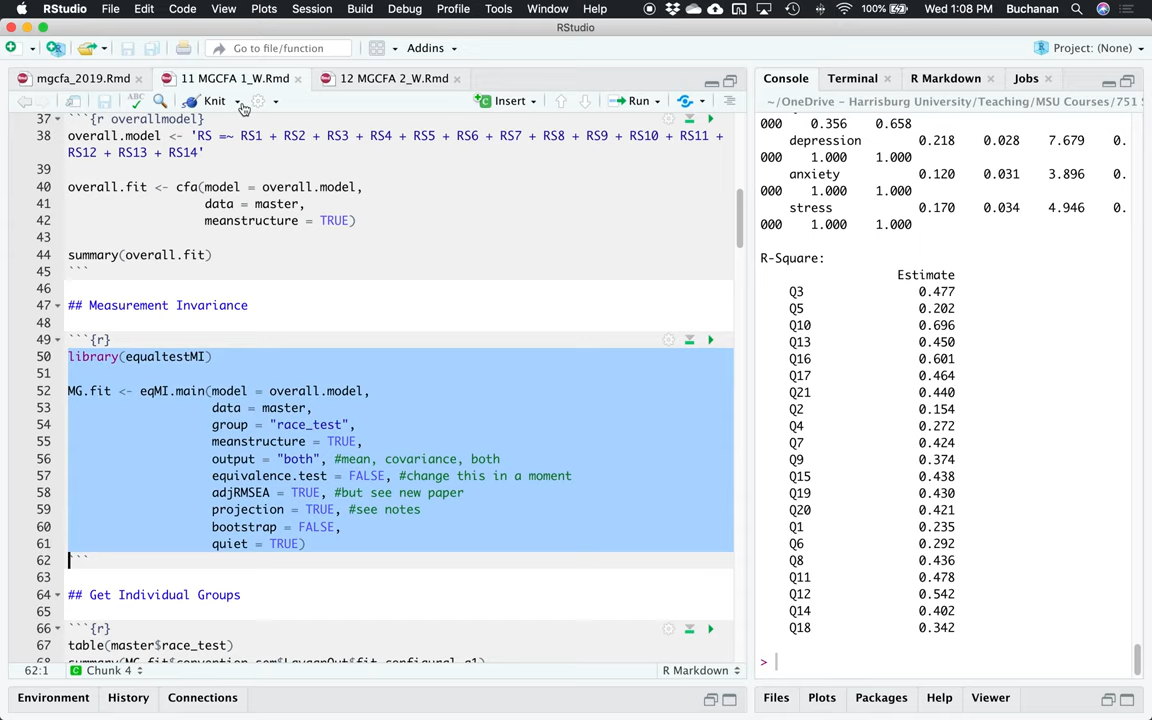 RStudio File Edit Code View Plots Session Build Debug Profile Tools Window Help 100% Wed 1:08 PM Buchanan
RStudio
Go to file/function Addins Project: (None)
mgcfa_2019.Rmd 11 MGCFA 1_W.Rmd 12 MGCFA 2_W.Rmd
ABC Knit Insert Run
37 ```{r overallmodel}
38 overall.model <- 'RS =~ RS1 + RS2 + RS3 + RS4 + RS5 + RS6 + RS7 + RS8 + RS9 + RS10 + RS11 +
RS12 + RS13 + RS14'
39
40 overall.fit <- cfa(model = overall.model,
41 data = master,
42 meanstructure = TRUE)
43
44 summary(overall.fit)
45 ```
46
47 ## Measurement Invariance
48
49 ```{r}
50 library(equaltestMI)
51
52 MG.fit <- eqMI.main(model = overall.model,
53 data = master,
54 group = "race_test",
55 meanstructure = TRUE,
56 output = "both", #mean, covariance, both
57 equivalence.test = FALSE, #change this in a moment
58 adjRMSEA = TRUE, #but see new paper
59 projection = TRUE, #see notes
60 bootstrap = FALSE,
61 quiet = TRUE)
62 ```
63
64 ## Get Individual Groups
65
66 ```{r}
67 table(master$race_test)
68 summary(MG.fit$convention.sem$LavaanOut$fit.configural.g1)
62:1 Chunk 4 R Markdown
Environment History Connections
Console Terminal R Markdown Jobs
~/OneDrive - Harrisburg University/Teaching/MSU Courses/751 S
000 0.356 0.658
depression 0.218 0.028 7.679 0.
000 1.000 1.000
anxiety 0.120 0.031 3.896 0.
000 1.000 1.000
stress 0.170 0.034 4.946 0.
000 1.000 1.000
R-Square:
Estimate
Q3 0.477
Q5 0.202
Q10 0.696
Q13 0.450
Q16 0.601
Q17 0.464
Q21 0.440
Q2 0.154
Q4 0.272
Q7 0.424
Q9 0.374
Q15 0.438
Q19 0.430
Q20 0.421
Q1 0.235
Q6 0.292
Q8 0.436
Q11 0.478
Q12 0.542
Q14 0.402
Q18 0.342
>
Files Plots Packages Help Viewer